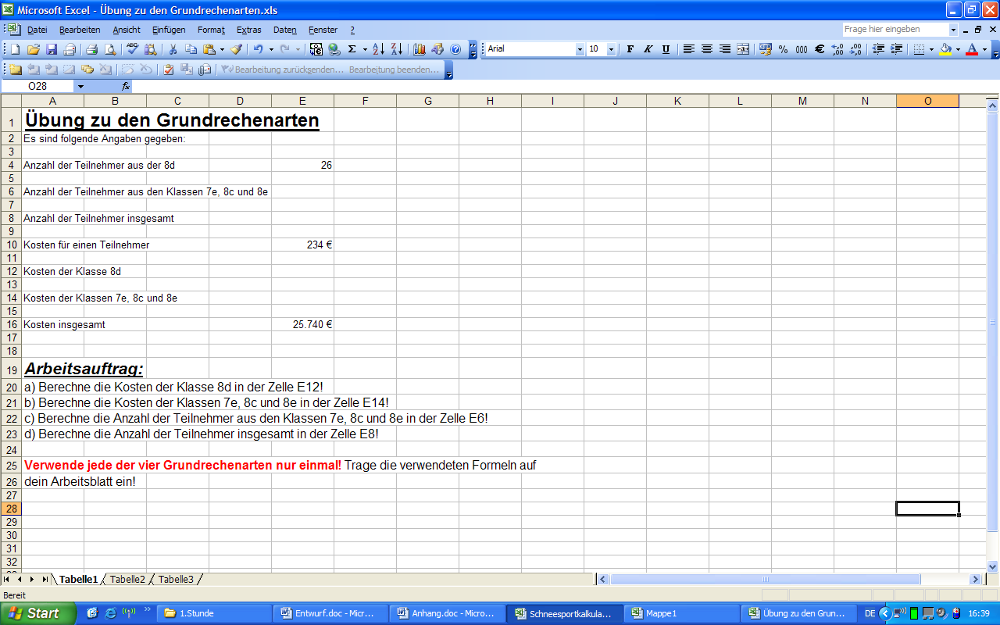 Microsoft Excel - Übung zu den Grundrechenarten.xls
Datei Bearbeiten Ansicht Einfügen Format Extras Daten Fenster ? Frage hier eingeben
Arial 10 F K U % 000 €
Bearbeitung zurücksenden... Bearbeitung beenden...
O28 fx
A B C D E F G H I J K L M N O
1 Übung zu den Grundrechenarten
2 Es sind folgende Angaben gegeben:
3
4 Anzahl der Teilnehmer aus der 8d 26
5
6 Anzahl der Teilnehmer aus den Klassen 7e, 8c und 8e
7
8 Anzahl der Teilnehmer insgesamt
9
10 Kosten für einen Teilnehmer 234 €
11
12 Kosten der Klasse 8d
13
14 Kosten der Klassen 7e, 8c und 8e
15
16 Kosten insgesamt 25.740 €
17
18
19 Arbeitsauftrag:
20 a) Berechne die Kosten der Klasse 8d in der Zelle E12!
21 b) Berechne die Kosten der Klassen 7e, 8c und 8e in der Zelle E14!
22 c) Berechne die Anzahl der Teilnehmer aus den Klassen 7e, 8c und 8e in der Zelle E6!
23 d) Berechne die Anzahl der Teilnehmer insgesamt in der Zelle E8!
24
25 Verwende jede der vier Grundrechenarten nur einmal! Trage die verwendeten Formeln auf
26 dein Arbeitsblatt ein!
27
28
29
30
31
32
Tabelle1 Tabelle2 Tabelle3
Bereit
Start 1.Stunde Entwurf.doc - Micr... Anhang.doc - Micro... Schneesportkalkula... Mappe1 Übung zu den Grun... DE 16:39